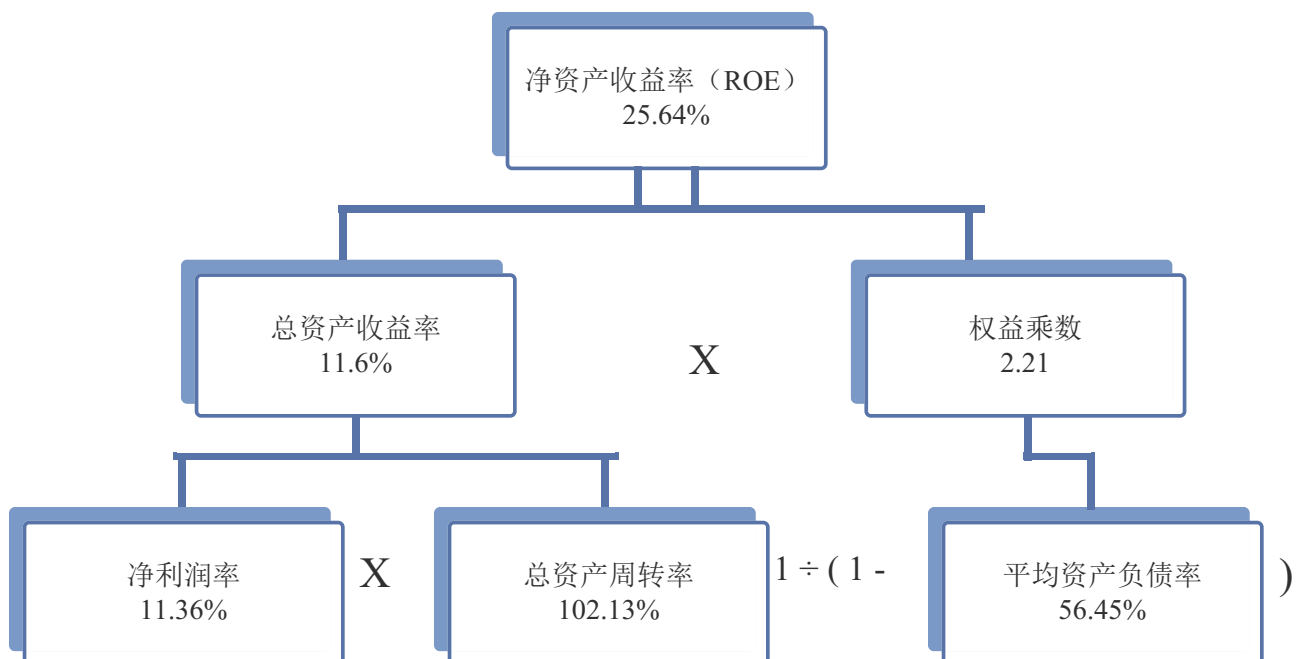 净资产收益率（ROE）
25.64%
总资产收益率
11.6%
X
权益乘数
2.21
净利润率
11.36%
X
总资产周转率
102.13%
1 ÷ ( 1 -
平均资产负债率
56.45%
)